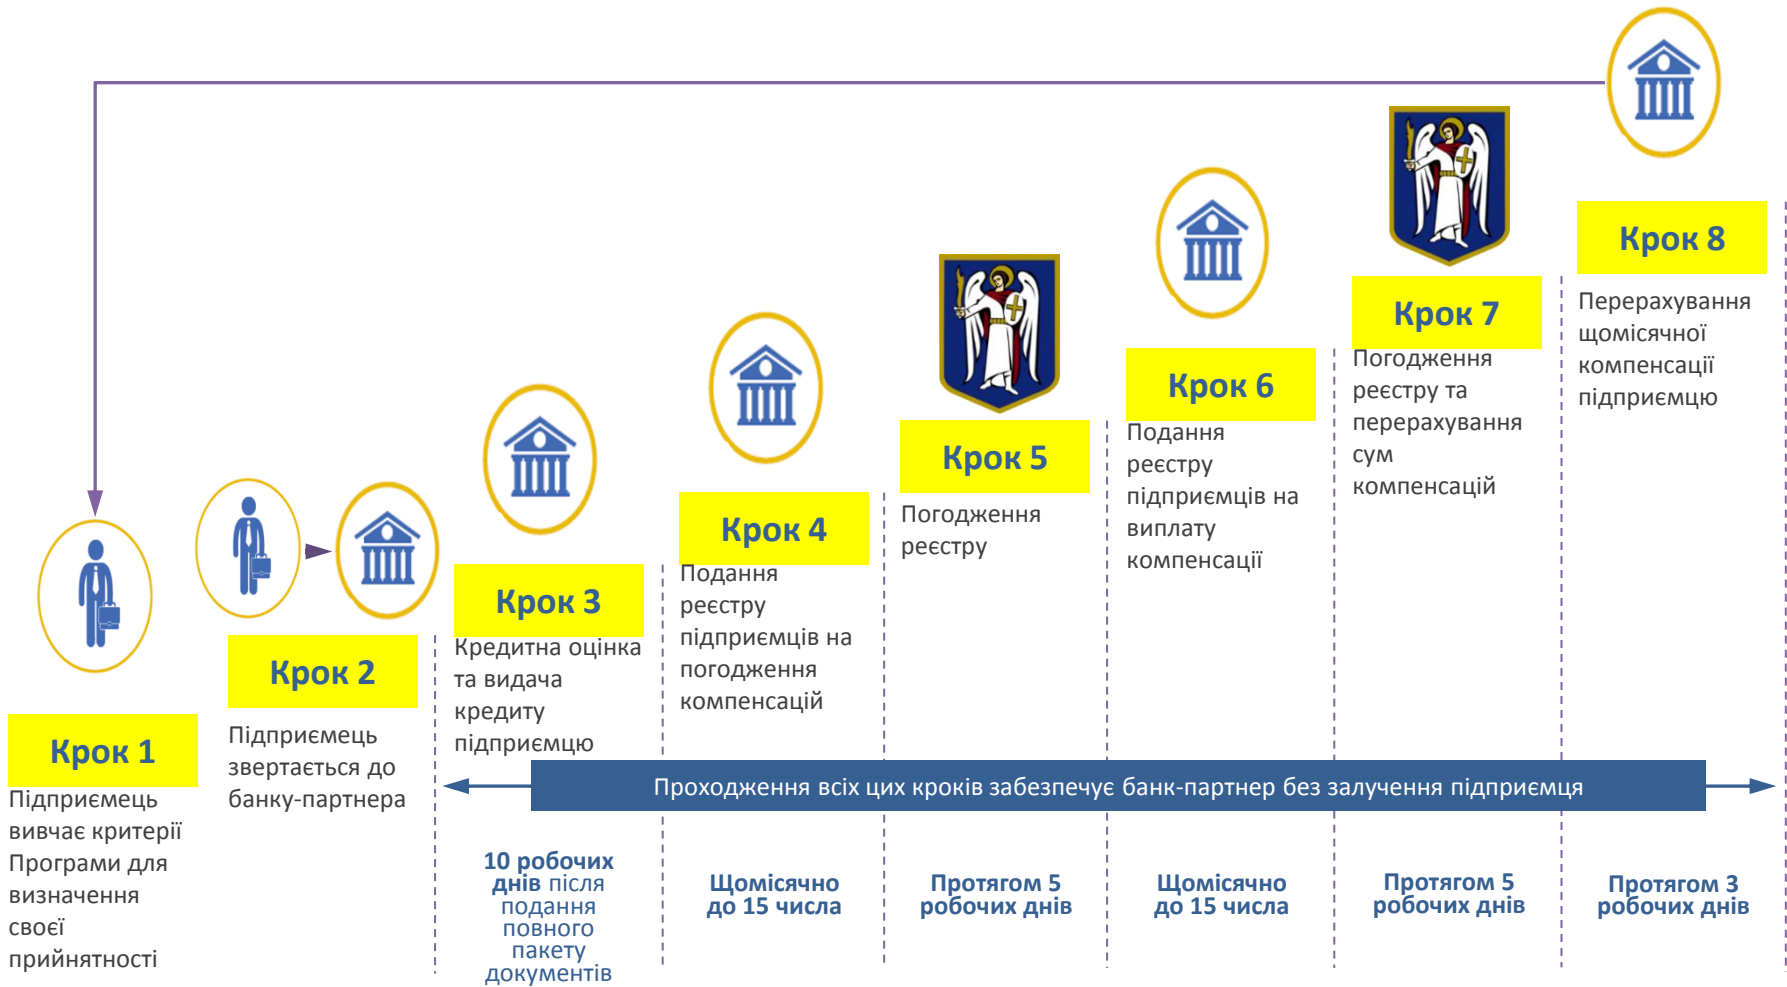 Крок 1
Підприємець
вивчає критерії
Програми для
визначення
своєї
прийнятності
Крок 2
Підприємець
звертається до
банку-партнера
Крок 3
Кредитна оцінка
та видача
кредиту
підприємцю
10 робочих
днів після
подання
повного
пакету
документів
Крок 4
Подання
реєстру
підприємців на
погодження
компенсацій
Щомісячно
до 15 числа
Крок 5
Погодження
реєстру
Протягом 5
робочих днів
Крок 6
Подання
реєстру
підприємців на
виплату
компенсації
Щомісячно
до 15 числа
Крок 7
Погодження
реєстру та
перерахування
сум
компенсацій
Протягом 5
робочих днів
Крок 8
Перерахування
щомісячної
компенсації
підприємцю
Протягом 3
робочих днів
Проходження всіх цих кроків забезпечує банк-партнер без залучення підприємця